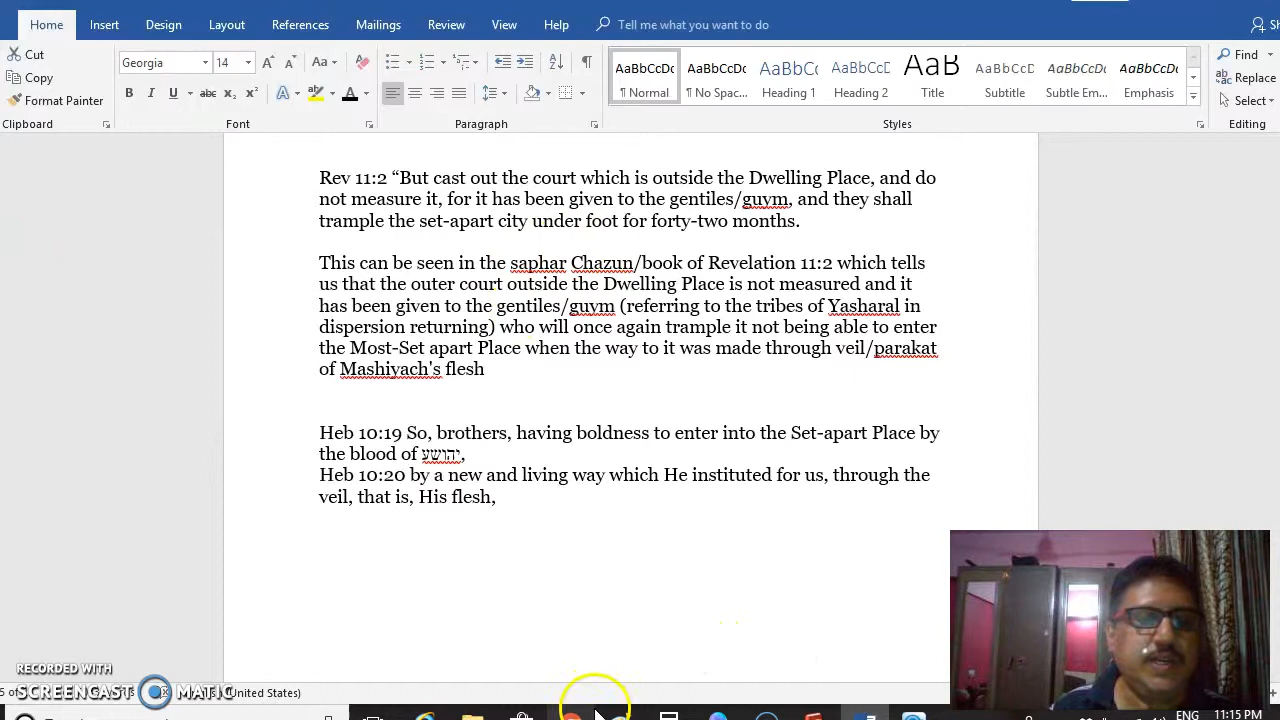 Home Insert Design Layout References Mailings Review View Help Tell me what you want to do
Cut
Copy
Format Painter
Clipboard
Georgia 14
Font
Paragraph
AaBbCcDc AaBbCcDc AaBbCcDc AaBbCcD AaB AaBbCcD AaBbCcDc AaBbCcDc
¶ Normal ¶ No Spac... Heading 1 Heading 2 Title Subtitle Subtle Em... Emphasis
Styles
Find
Replace
Select
Editing
Rev 11:2 “But cast out the court which is outside the Dwelling Place, and do
not measure it, for it has been given to the gentiles/guym, and they shall
trample the set-apart city under foot for forty-two months.
This can be seen in the saphar Chazun/book of Revelation 11:2 which tells
us that the outer court outside the Dwelling Place is not measured and it
has been given to the gentiles/guym (referring to the tribes of Yasharal in
dispersion returning) who will once again trample it not being able to enter
the Most-Set apart Place when the way to it was made through veil/parakat
of Mashiyach's flesh
Heb 10:19 So, brothers, having boldness to enter into the Set-apart Place by
the blood of יהושע,
Heb 10:20 by a new and living way which He instituted for us, through the
veil, that is, His flesh,
RECORDED WITH
SCREENCAST MATIC
(United States)
ENG 11:15 PM